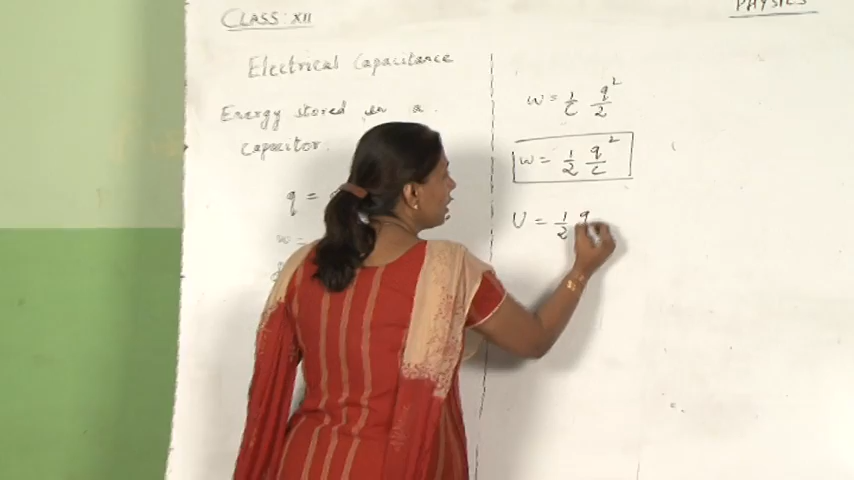 CLASS: XII
PHYSICS
Electrical Capacitance
Energy stored in a
capacitor.
q =
w =
w = 1/c q²/2
w = 1/2 q²/c
U = 1/2 q